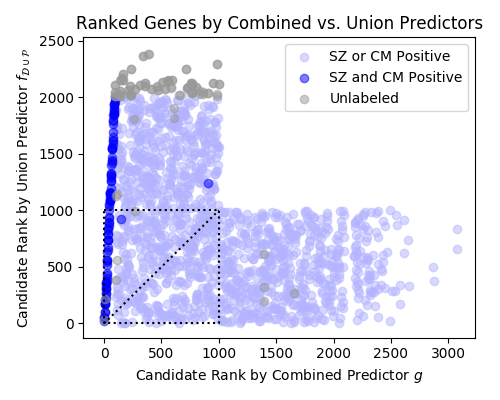 Ranked Genes by Combined vs. Union Predictors
Candidate Rank by Union Predictor f_{D∪P}
2500
2000
1500
1000
500
0
SZ or CM Positive
SZ and CM Positive
Unlabeled
0 500 1000 1500 2000 2500 3000
Candidate Rank by Combined Predictor g